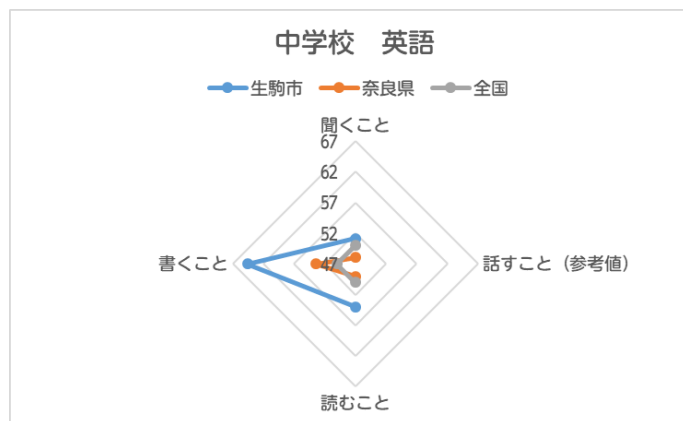 中学校　英語
生駒市 奈良県 全国
聞くこと
67
62
57
52
47
書くこと
話すこと（参考値）
読むこと